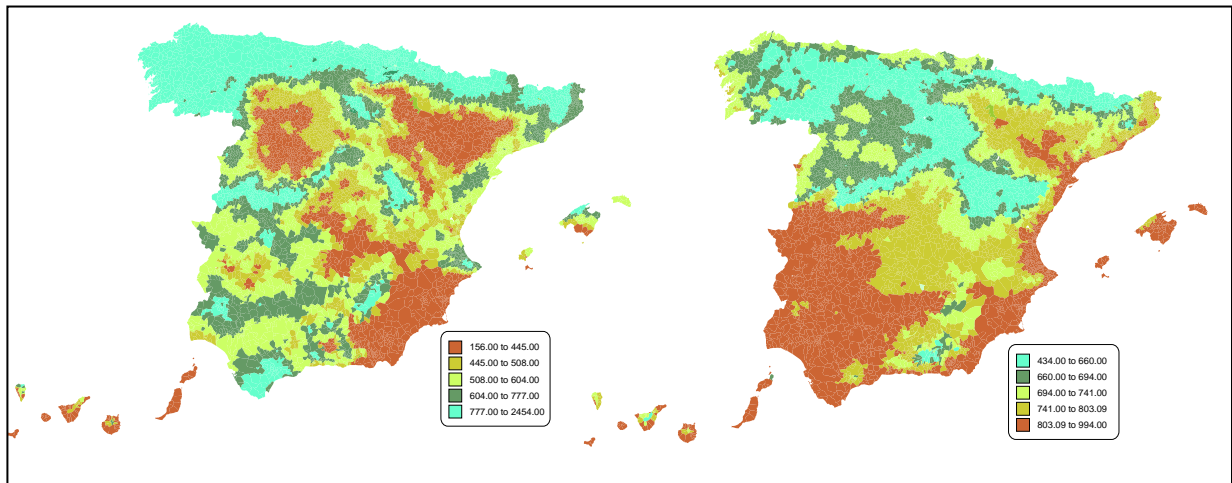 156.00 to 445.00
445.00 to 508.00
508.00 to 604.00
604.00 to 777.00
777.00 to 2454.00
434.00 to 660.00
660.00 to 694.00
694.00 to 741.00
741.00 to 803.09
803.09 to 994.00